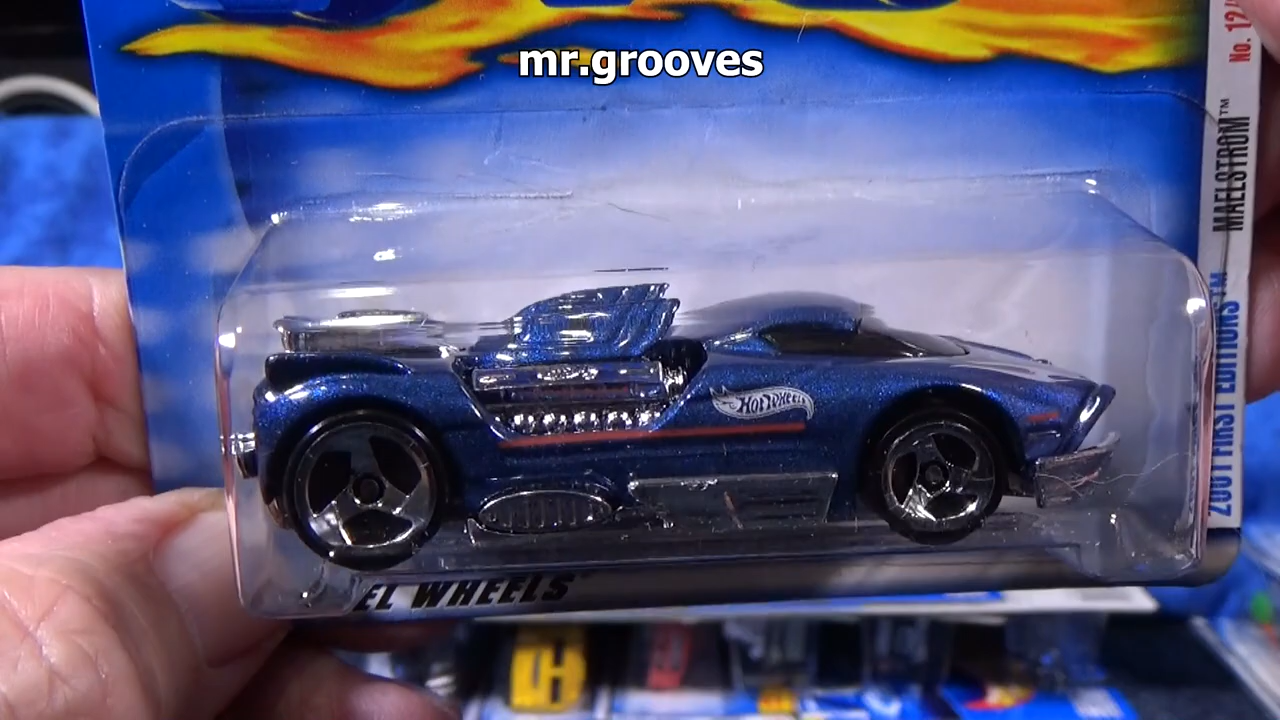 mr.grooves
No. 12/
MAELSTROM™
2001 FIRST EDITIONS™
HOT WHEELS
EL WHEELS